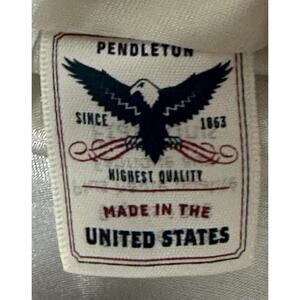 PENDLETON
SINCE 1863
HIGHEST QUALITY
MADE IN THE
UNITED STATES